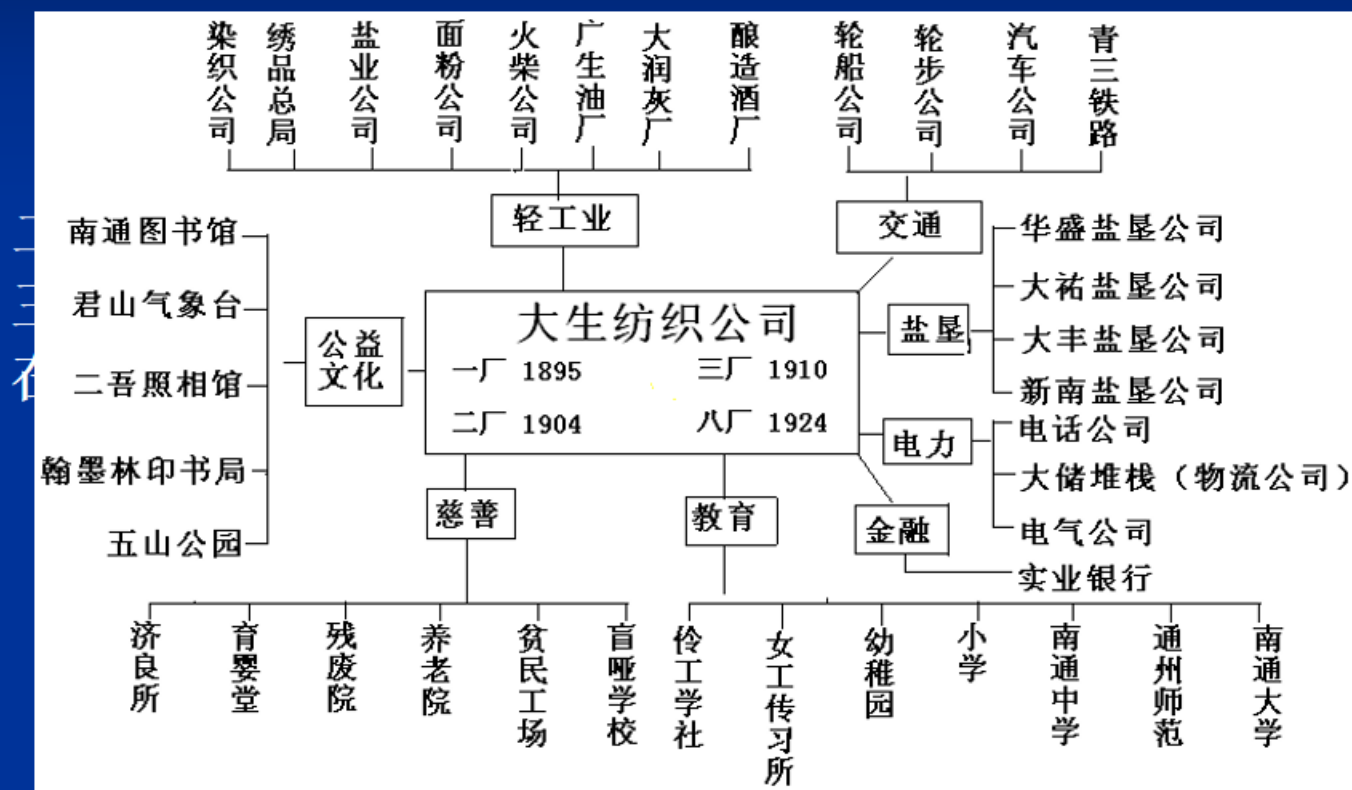 染织公司
绣品总局
盐业公司
面粉公司
火柴公司
广生油厂
大润灰厂
酿造酒厂
轮船公司
轮步公司
汽车公司
青三铁路
轻工业
交通
南通图书馆
君山气象台
二吾照相馆
翰墨林印书局
五山公园
公益
文化
大生纺织公司
一厂 1895
三厂 1910
二厂 1904
八厂 1924
盐垦
华盛盐垦公司
大祐盐垦公司
大丰盐垦公司
新南盐垦公司
电力
电话公司
大储堆栈（物流公司）
电气公司
慈善
教育
金融
实业银行
济良所
育婴堂
残废院
养老院
贫民工场
盲哑学校
伶工学社
女工传习所
幼稚园
小学
南通中学
通州师范
南通大学